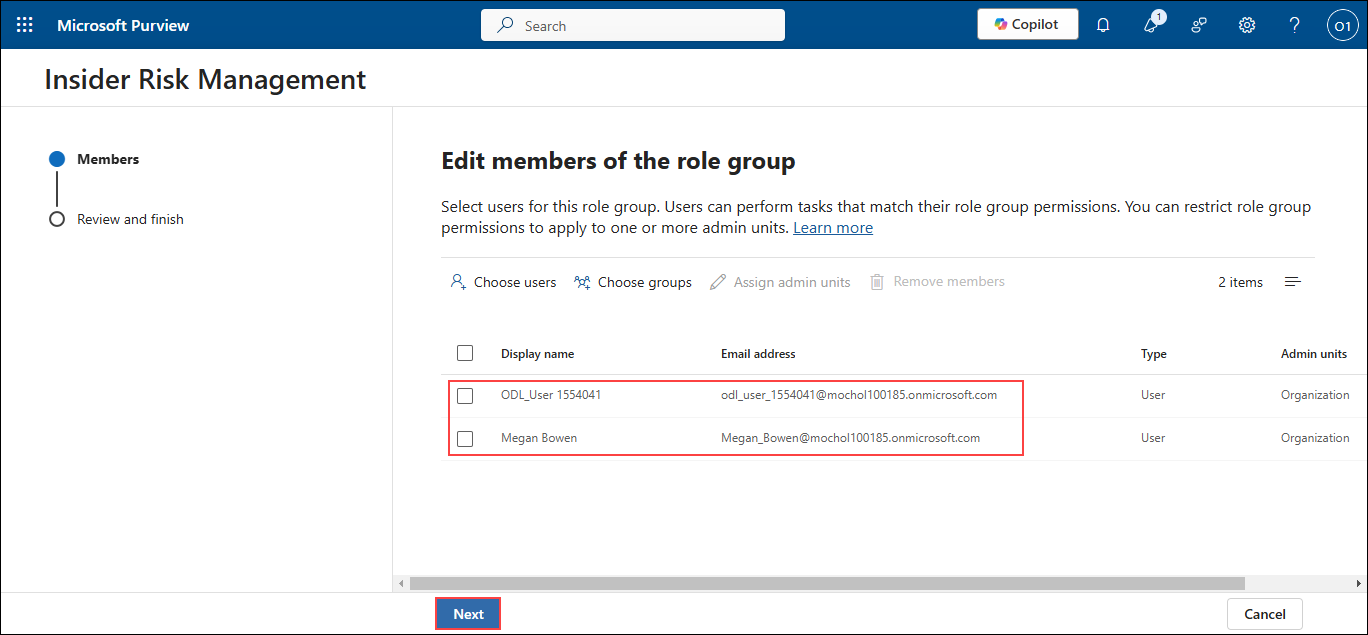 Microsoft Purview
Search
Copilot
1
?
O1
Insider Risk Management
Members
Review and finish
Edit members of the role group
Select users for this role group. Users can perform tasks that match their role group permissions. You can restrict role group
permissions to apply to one or more admin units. Learn more
Choose users Choose groups Assign admin units Remove members 2 items
Display name Email address Type Admin units
ODL_User 1554041 odl_user_1554041@mochol100185.onmicrosoft.com User Organization
Megan Bowen Megan_Bowen@mochol100185.onmicrosoft.com User Organization
Next Cancel